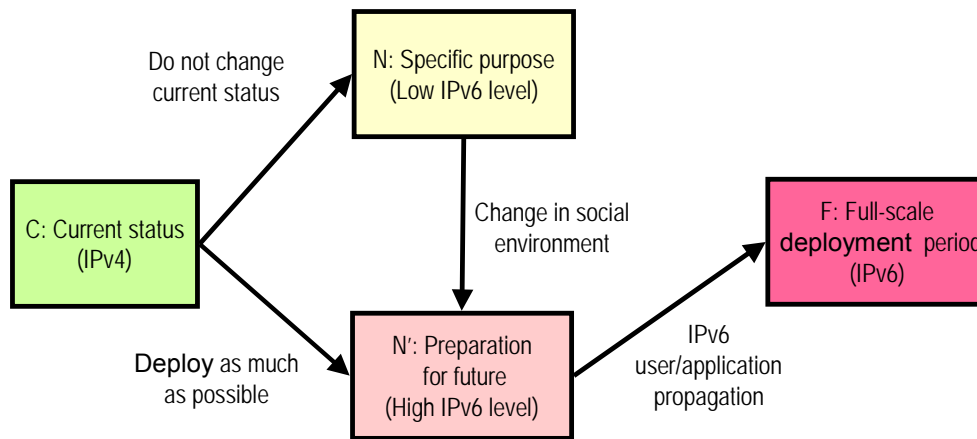 Do not change
current status
N: Specific purpose
(Low IPv6 level)
C: Current status
(IPv4)
Change in social
environment
F: Full-scale
deployment period
(IPv6)
Deploy as much
as possible
N': Preparation
for future
(High IPv6 level)
IPv6
user/application
propagation